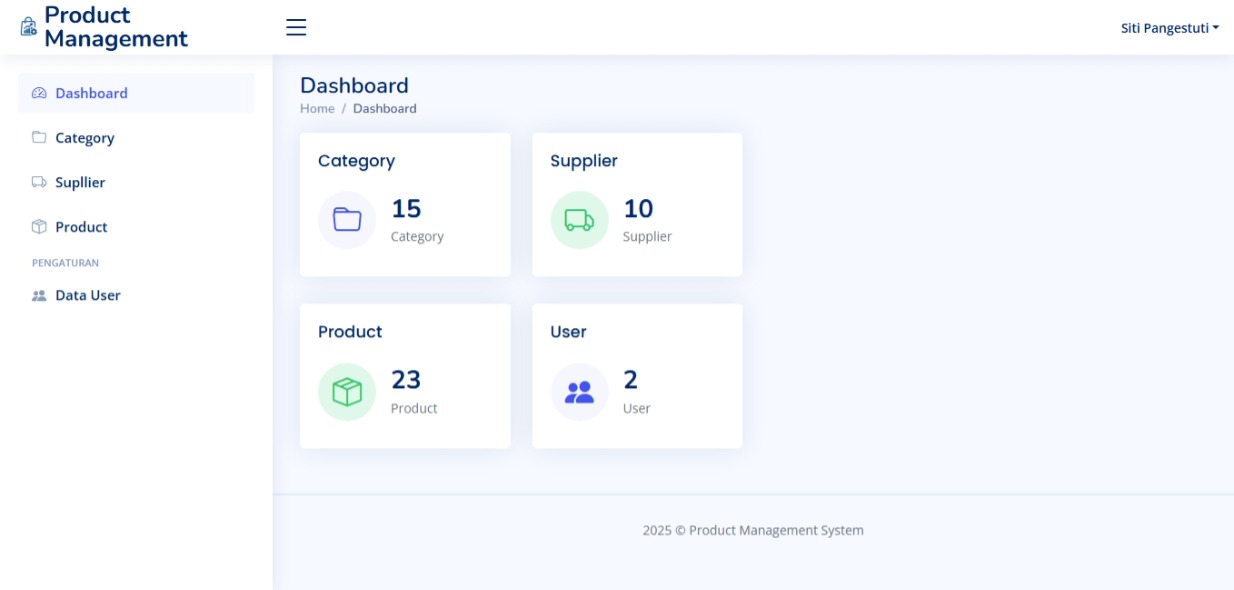 Product
Management
Siti Pangestuti
Dashboard
Category
Supllier
Product
PENGATURAN
Data User
Dashboard
Home / Dashboard
Category
15
Category
Supplier
10
Supplier
Product
23
Product
User
2
User
2025 © Product Management System